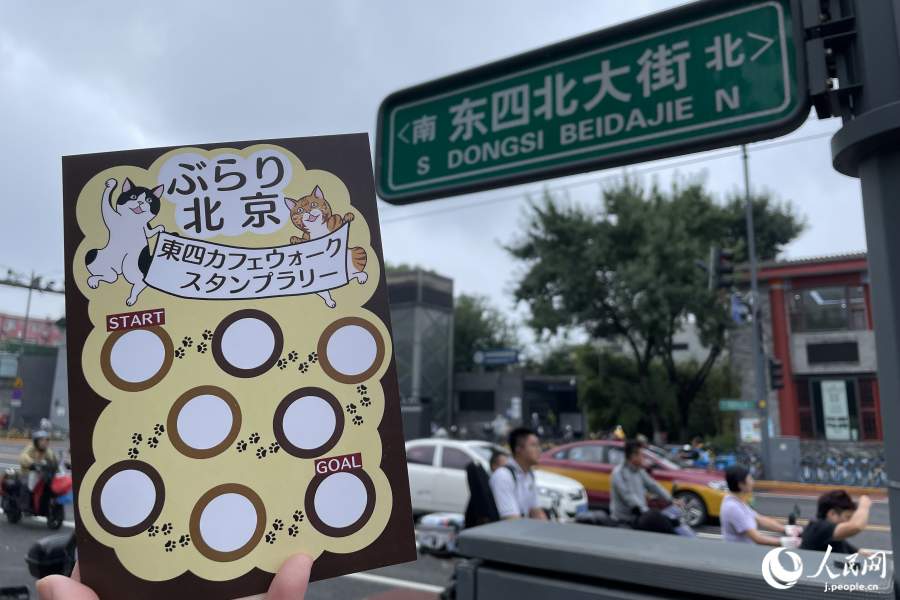 ぶらり
北京
東四カフェウォーク
スタンプラリー
START
GOAL
<南 东四北大街 北>
S DONGSI BEIDAJIE N
人民网
j.people.cn